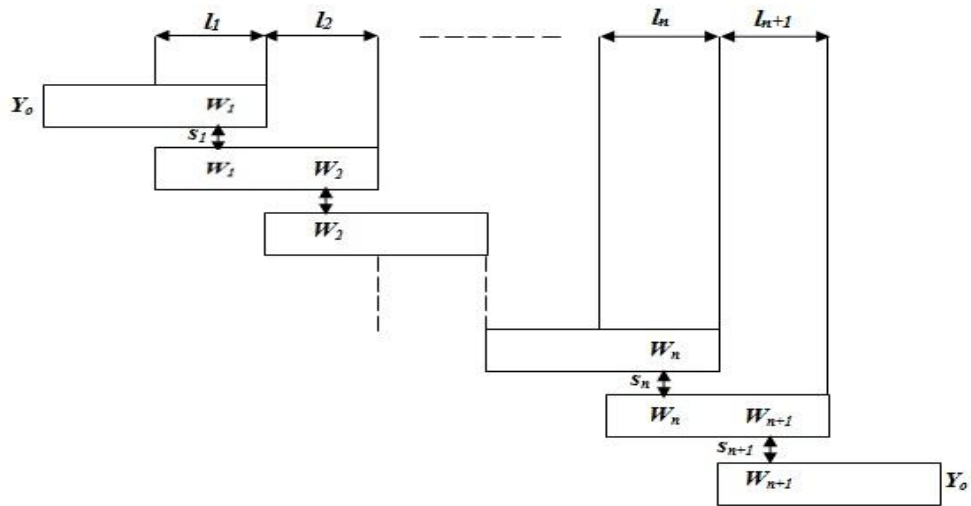 l₁ l₂ lₙ lₙ₊₁
Yₒ W₁
s₁
W₁ W₂
W₂
Wₙ
sₙ
Wₙ Wₙ₊₁
sₙ₊₁
Wₙ₊₁ Yₒ